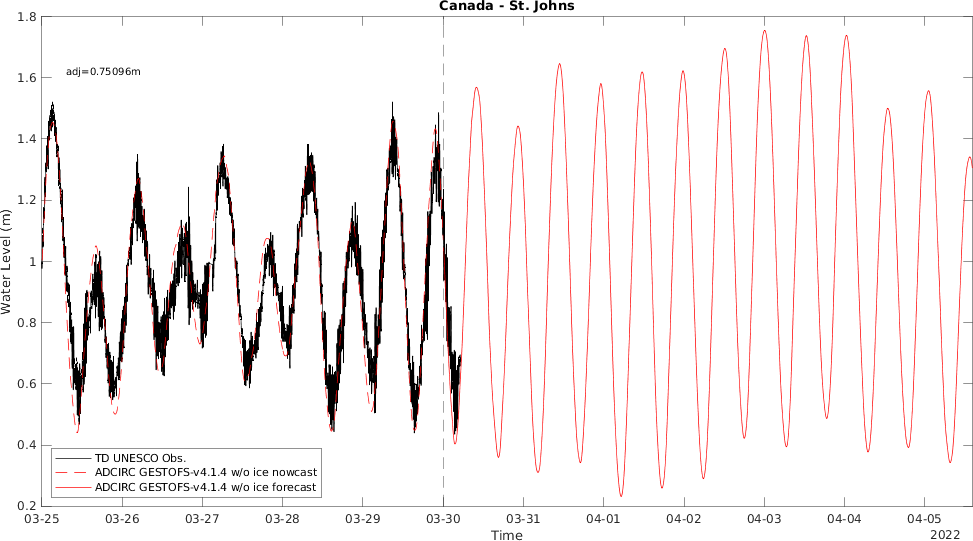 Canada - St. Johns
1.8
1.6
1.4
1.2
1
0.8
0.6
0.4
0.2
Water Level (m)
adj=0.75096m
TD UNESCO Obs.
ADCIRC GESTOFS-v4.1.4 w/o ice nowcast
ADCIRC GESTOFS-v4.1.4 w/o ice forecast
03-25 03-26 03-27 03-28 03-29 03-30 03-31 04-01 04-02 04-03 04-04 04-05
2022
Time